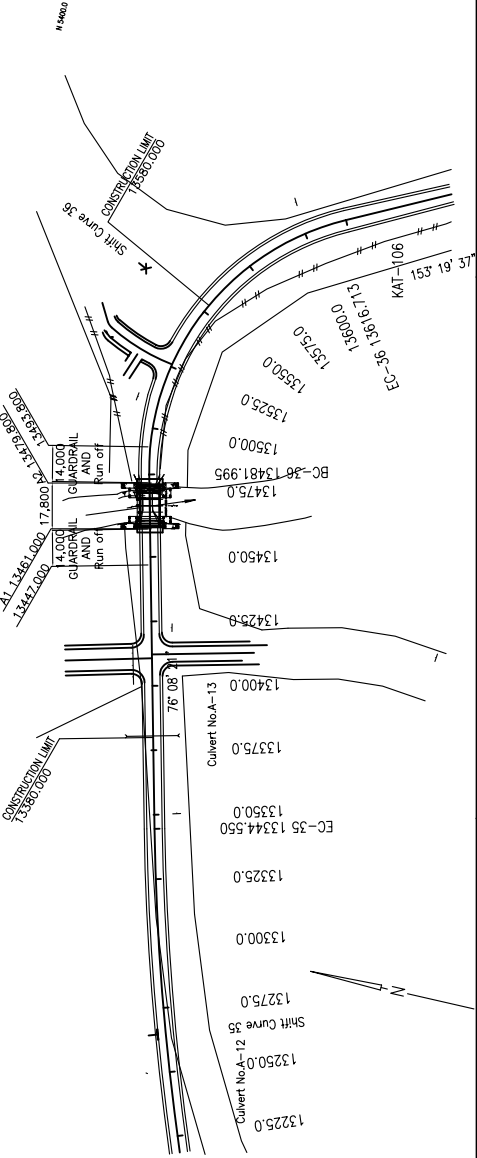 N 5400.0
CONSTRUCTION LIMIT
13580.000
Shift Curve 36
A2 13479.800
13493.800
14,000
GUARDRAIL
AND
Run off
17,800
A1 13461.000
13447.000
14,000
GUARDRAIL
AND
Run off
CONSTRUCTION LIMIT
13380.000
153° 19' 37"
KAT-106
EC-36 13616.713
13600.0
13575.0
13550.0
13525.0
13500.0
BC-36 13481.995
13475.0
13450.0
13425.0
76° 08' 21"
13400.0
Culvert No.A-13
13375.0
13350.0
EC-35 13344.550
13325.0
13300.0
N
13275.0
Shift Curve 35
13250.0
Culvert No.A-12
13225.0